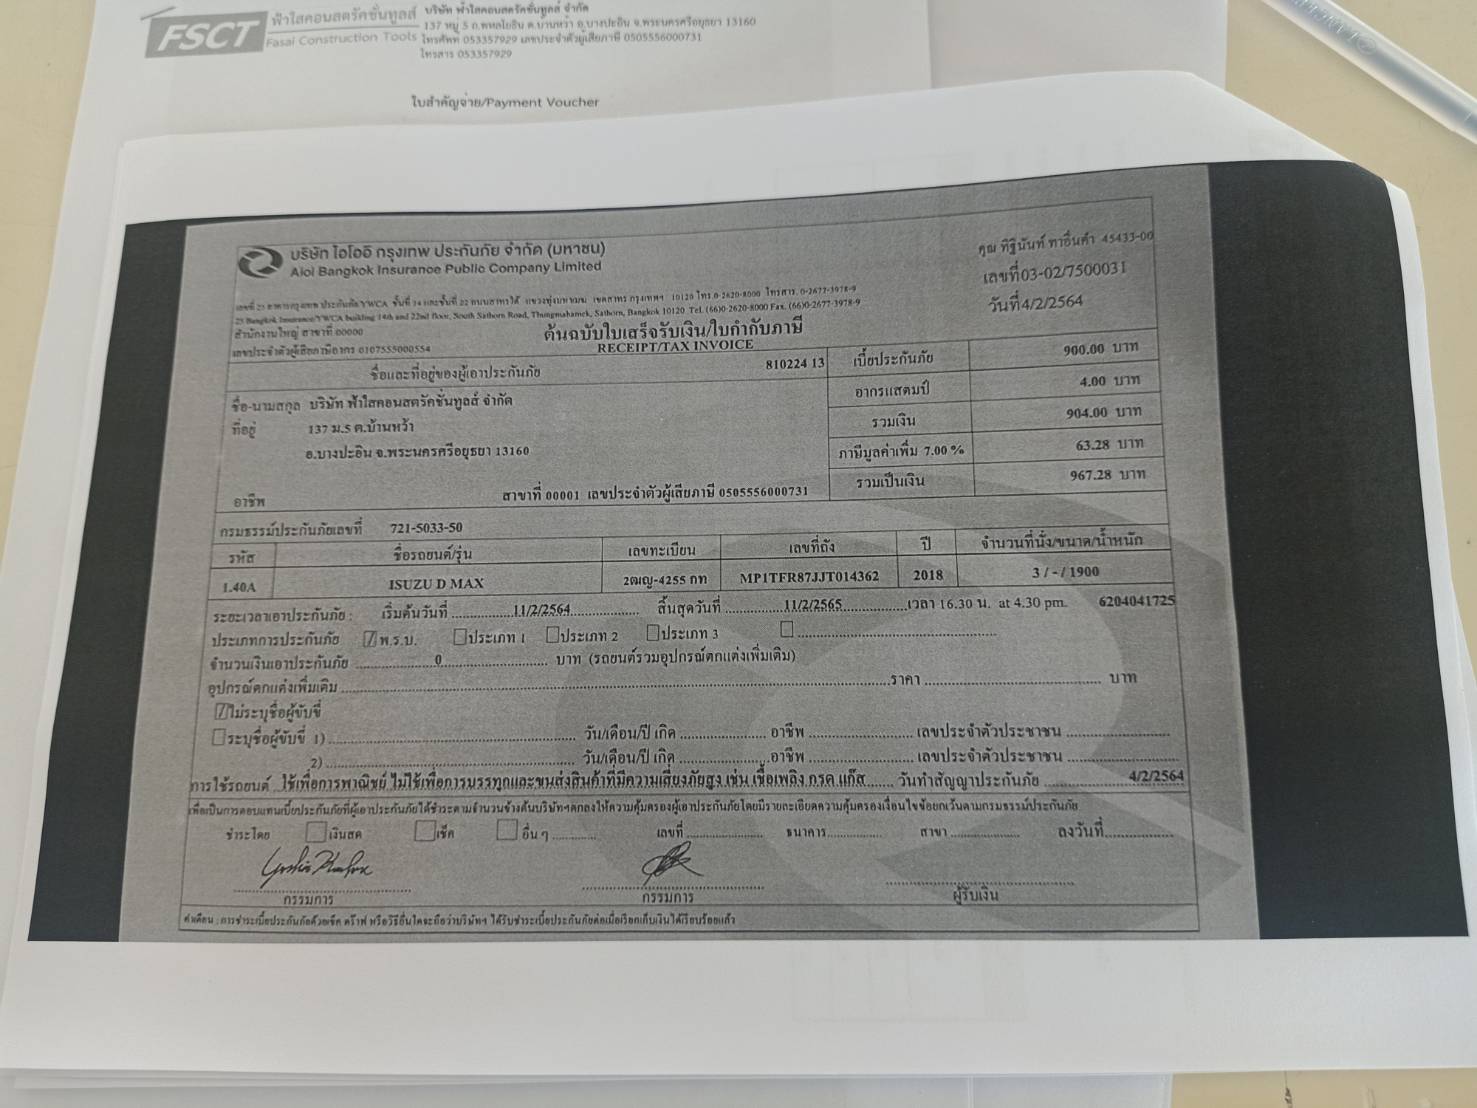 FSCT
ฟ้าใสคอนสตรัคชั่นทูลส์
Fasai Construction Tools
บริษัท ฟ้าใสคอนสตรัคชั่นทูลส์ จำกัด
137 หมู่ 5 ถ.พหลโยธิน ต.บ้านหว้า อ.บางปะอิน จ.พระนครศรีอยุธยา 13160
โทรศัพท์ 053357929 เลขประจำตัวผู้เสียภาษี 0505556000731
โทรสาร 053357929
ใบสำคัญจ่าย/Payment Voucher
บริษัท ไอโออิ กรุงเทพ ประกันภัย จำกัด (มหาชน)
Aioi Bangkok Insurance Public Company Limited
คุณ ทิฐินันท์ ทาอินคำ 45433-00
เลขที่ 03-02/7500031
วันที่ 4/2/2564
เลขที่ 25 อาคารกรุงเทพประกันภัย/YWCA ชั้นที่ 14 และชั้นที่ 22 ถนนสาทรใต้ แขวงทุ่งมหาเมฆ เขตสาทร กรุงเทพฯ 10120 โทร.0-2620-8000 โทรสาร. 0-2677-3978-9
25 Bangkok Insurance/YWCA building 14th and 22nd floor, South Sathorn Road, Thungmahamek, Sathorn, Bangkok 10120 Tel. (66)0-2620-8000 Fax. (66)0-2677-3978-9
สำนักงานใหญ่ สาขาที่ 00000
เลขประจำตัวผู้เสียภาษีอากร 0107555000554
ต้นฉบับใบเสร็จรับเงิน/ใบกำกับภาษี
RECEIPT/TAX INVOICE
ชื่อและที่อยู่ของผู้เอาประกันภัย 810224 13
เบี้ยประกันภัย 900.00 บาท
อากรแสตมป์ 4.00 บาท
รวมเงิน 904.00 บาท
ภาษีมูลค่าเพิ่ม 7.00 % 63.28 บาท
รวมเป็นเงิน 967.28 บาท
ชื่อ-นามสกุล บริษัท ฟ้าใสคอนสตรัคชั่นทูลส์ จำกัด
ที่อยู่ 137 ม.5 ต.บ้านหว้า
อ.บางปะอิน จ.พระนครศรีอยุธยา 13160
อาชีพ สาขาที่ 00001 เลขประจำตัวผู้เสียภาษี 0505556000731
กรมธรรม์ประกันภัยเลขที่ 721-5033-50
รหัส ชื่อรถยนต์/รุ่น เลขทะเบียน เลขที่ถัง ปี จำนวนที่นั่ง/ขนาด/น้ำหนัก
1.40A ISUZU D MAX 2ฒญ-4255 กท MP1TFR87JJT014362 2018 3 / - / 1900
ระยะเวลาเอาประกันภัย : เริ่มต้นวันที่ 11/2/2564 สิ้นสุดวันที่ 11/2/2565 เวลา 16.30 น. at 4.30 pm. 6204041725
ประเภทการประกันภัย พ.ร.บ. ประเภท 1 ประเภท 2 ประเภท 3
จำนวนเงินเอาประกันภัย 0 บาท (รถยนต์รวมอุปกรณ์ตกแต่งเพิ่มเติม)
อุปกรณ์ตกแต่งเพิ่มเติม ราคา บาท
ไม่ระบุชื่อผู้ขับขี่
ระบุชื่อผู้ขับขี่ 1) วัน/เดือน/ปี เกิด อาชีพ เลขประจำตัวประชาชน
2) วัน/เดือน/ปี เกิด อาชีพ เลขประจำตัวประชาชน
การใช้รถยนต์ ใช้เพื่อการพาณิชย์ ไม่ใช้เพื่อการบรรทุกและขนส่งสินค้าที่มีความเสี่ยงภัยสูง เช่น เชื้อเพลิง กรด แก๊ส วันทำสัญญาประกันภัย 4/2/2564
เพื่อเป็นการตอบแทนเบี้ยประกันภัยที่ผู้เอาประกันภัยได้ชำระตามจำนวนข้างต้นบริษัทฯตกลงให้ความคุ้มครองผู้เอาประกันภัยโดยมีรายละเอียดความคุ้มครองเงื่อนไขข้อยกเว้นตามกรมธรรม์ประกันภัย
ชำระโดย เงินสด เช็ค อื่น ๆ เลขที่ ธนาคาร สาขา ลงวันที่
กรรมการ กรรมการ ผู้รับเงิน
คำเตือน : การชำระเบี้ยประกันภัยด้วยเช็ค ดร๊าฟ หรือวิธีอื่นใดจะถือว่าบริษัทฯ ได้รับชำระเบี้ยประกันภัยต่อเมื่อเรียกเก็บเงินได้เรียบร้อยแล้ว